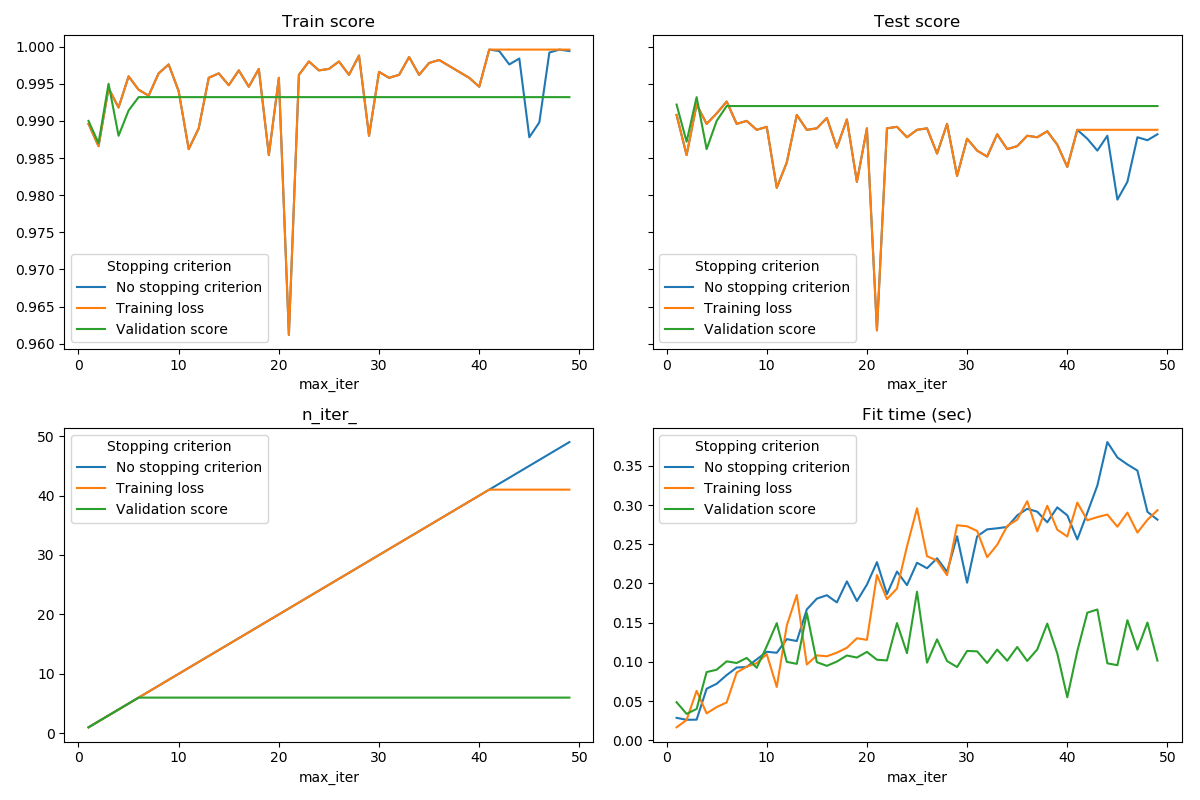 Train score
1.000
0.995
0.990
0.985
0.980
0.975
0.970
0.965
0.960
Stopping criterion
No stopping criterion
Training loss
Validation score
0 10 20 30 40 50
max_iter
Test score
Stopping criterion
No stopping criterion
Training loss
Validation score
0 10 20 30 40 50
max_iter
n_iter_
50
40
30
20
10
0
Stopping criterion
No stopping criterion
Training loss
Validation score
0 10 20 30 40 50
max_iter
Fit time (sec)
0.35
0.30
0.25
0.20
0.15
0.10
0.05
0.00
Stopping criterion
No stopping criterion
Training loss
Validation score
0 10 20 30 40 50
max_iter